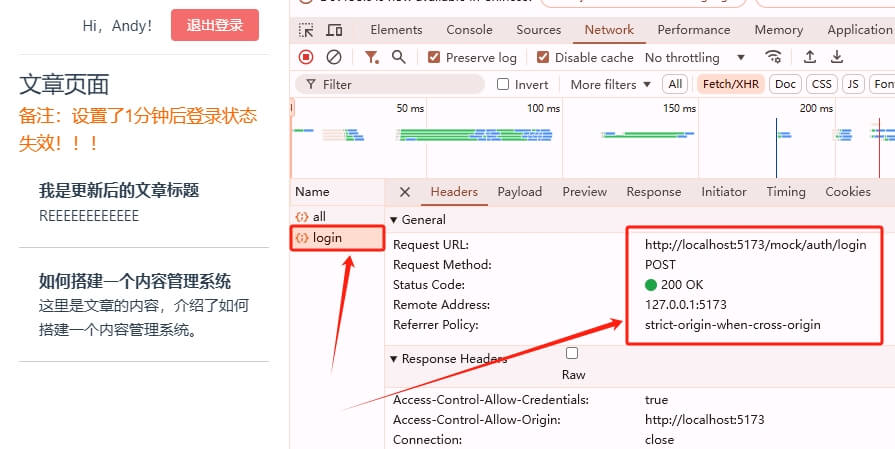 Hi，Andy！
退出登录
文章页面
备注：设置了1分钟后登录状态
失效！！！
我是更新后的文章标题
REEEEEEEEEEEE
如何搭建一个内容管理系统
这里是文章的内容，介绍了如何
搭建一个内容管理系统。
Elements Console Sources Network Performance Memory Application
Preserve log Disable cache No throttling
Filter Invert More filters All Fetch/XHR Doc CSS JS
50 ms 100 ms 150 ms 200 ms
Name Headers Payload Preview Response Initiator Timing Cookies
all
login
General
Request URL: http://localhost:5173/mock/auth/login
Request Method: POST
Status Code: 200 OK
Remote Address: 127.0.0.1:5173
Referrer Policy: strict-origin-when-cross-origin
Response Headers
Raw
Access-Control-Allow-Credentials: true
Access-Control-Allow-Origin: http://localhost:5173
Connection: close